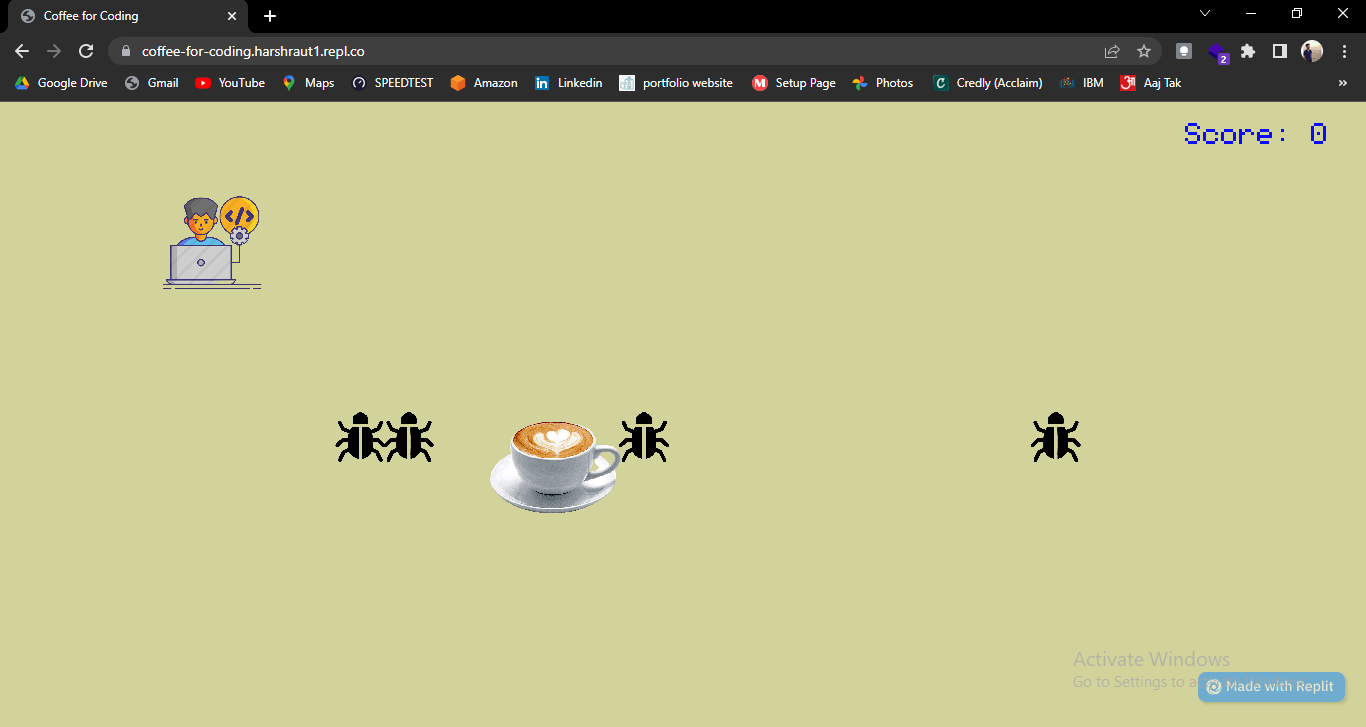 Coffee for Coding
coffee-for-coding.harshraut1.repl.co
2
Google Drive Gmail YouTube Maps SPEEDTEST Amazon in Linkedin portfolio website M Setup Page Photos C Credly (Acclaim) IBM Aaj Tak »
Score: 0
</>
Activate Windows
Go to Settings to a
Made with Replit